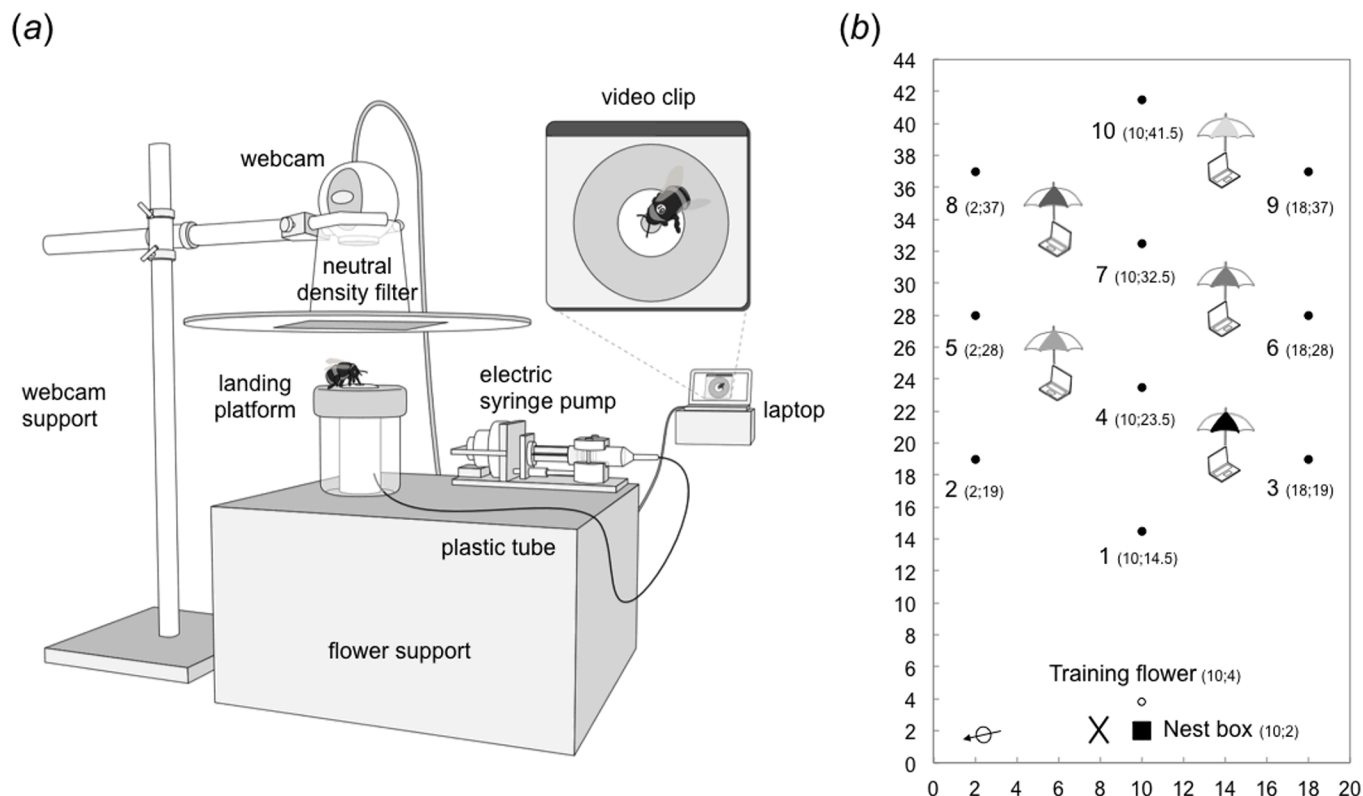 (a)
video clip
webcam
neutral
density filter
webcam
support
landing
platform
electric
syringe pump
laptop
plastic tube
flower support
(b)
44
42
40
38
36
34
32
30
28
26
24
22
20
18
16
14
12
10
8
6
4
2
0
10 (10;41.5)
8 (2;37)
9 (18;37)
7 (10;32.5)
5 (2;28)
6 (18;28)
4 (10;23.5)
2 (2;19)
3 (18;19)
1 (10;14.5)
Training flower (10;4)
X
Nest box (10;2)
0 2 4 6 8 10 12 14 16 18 20